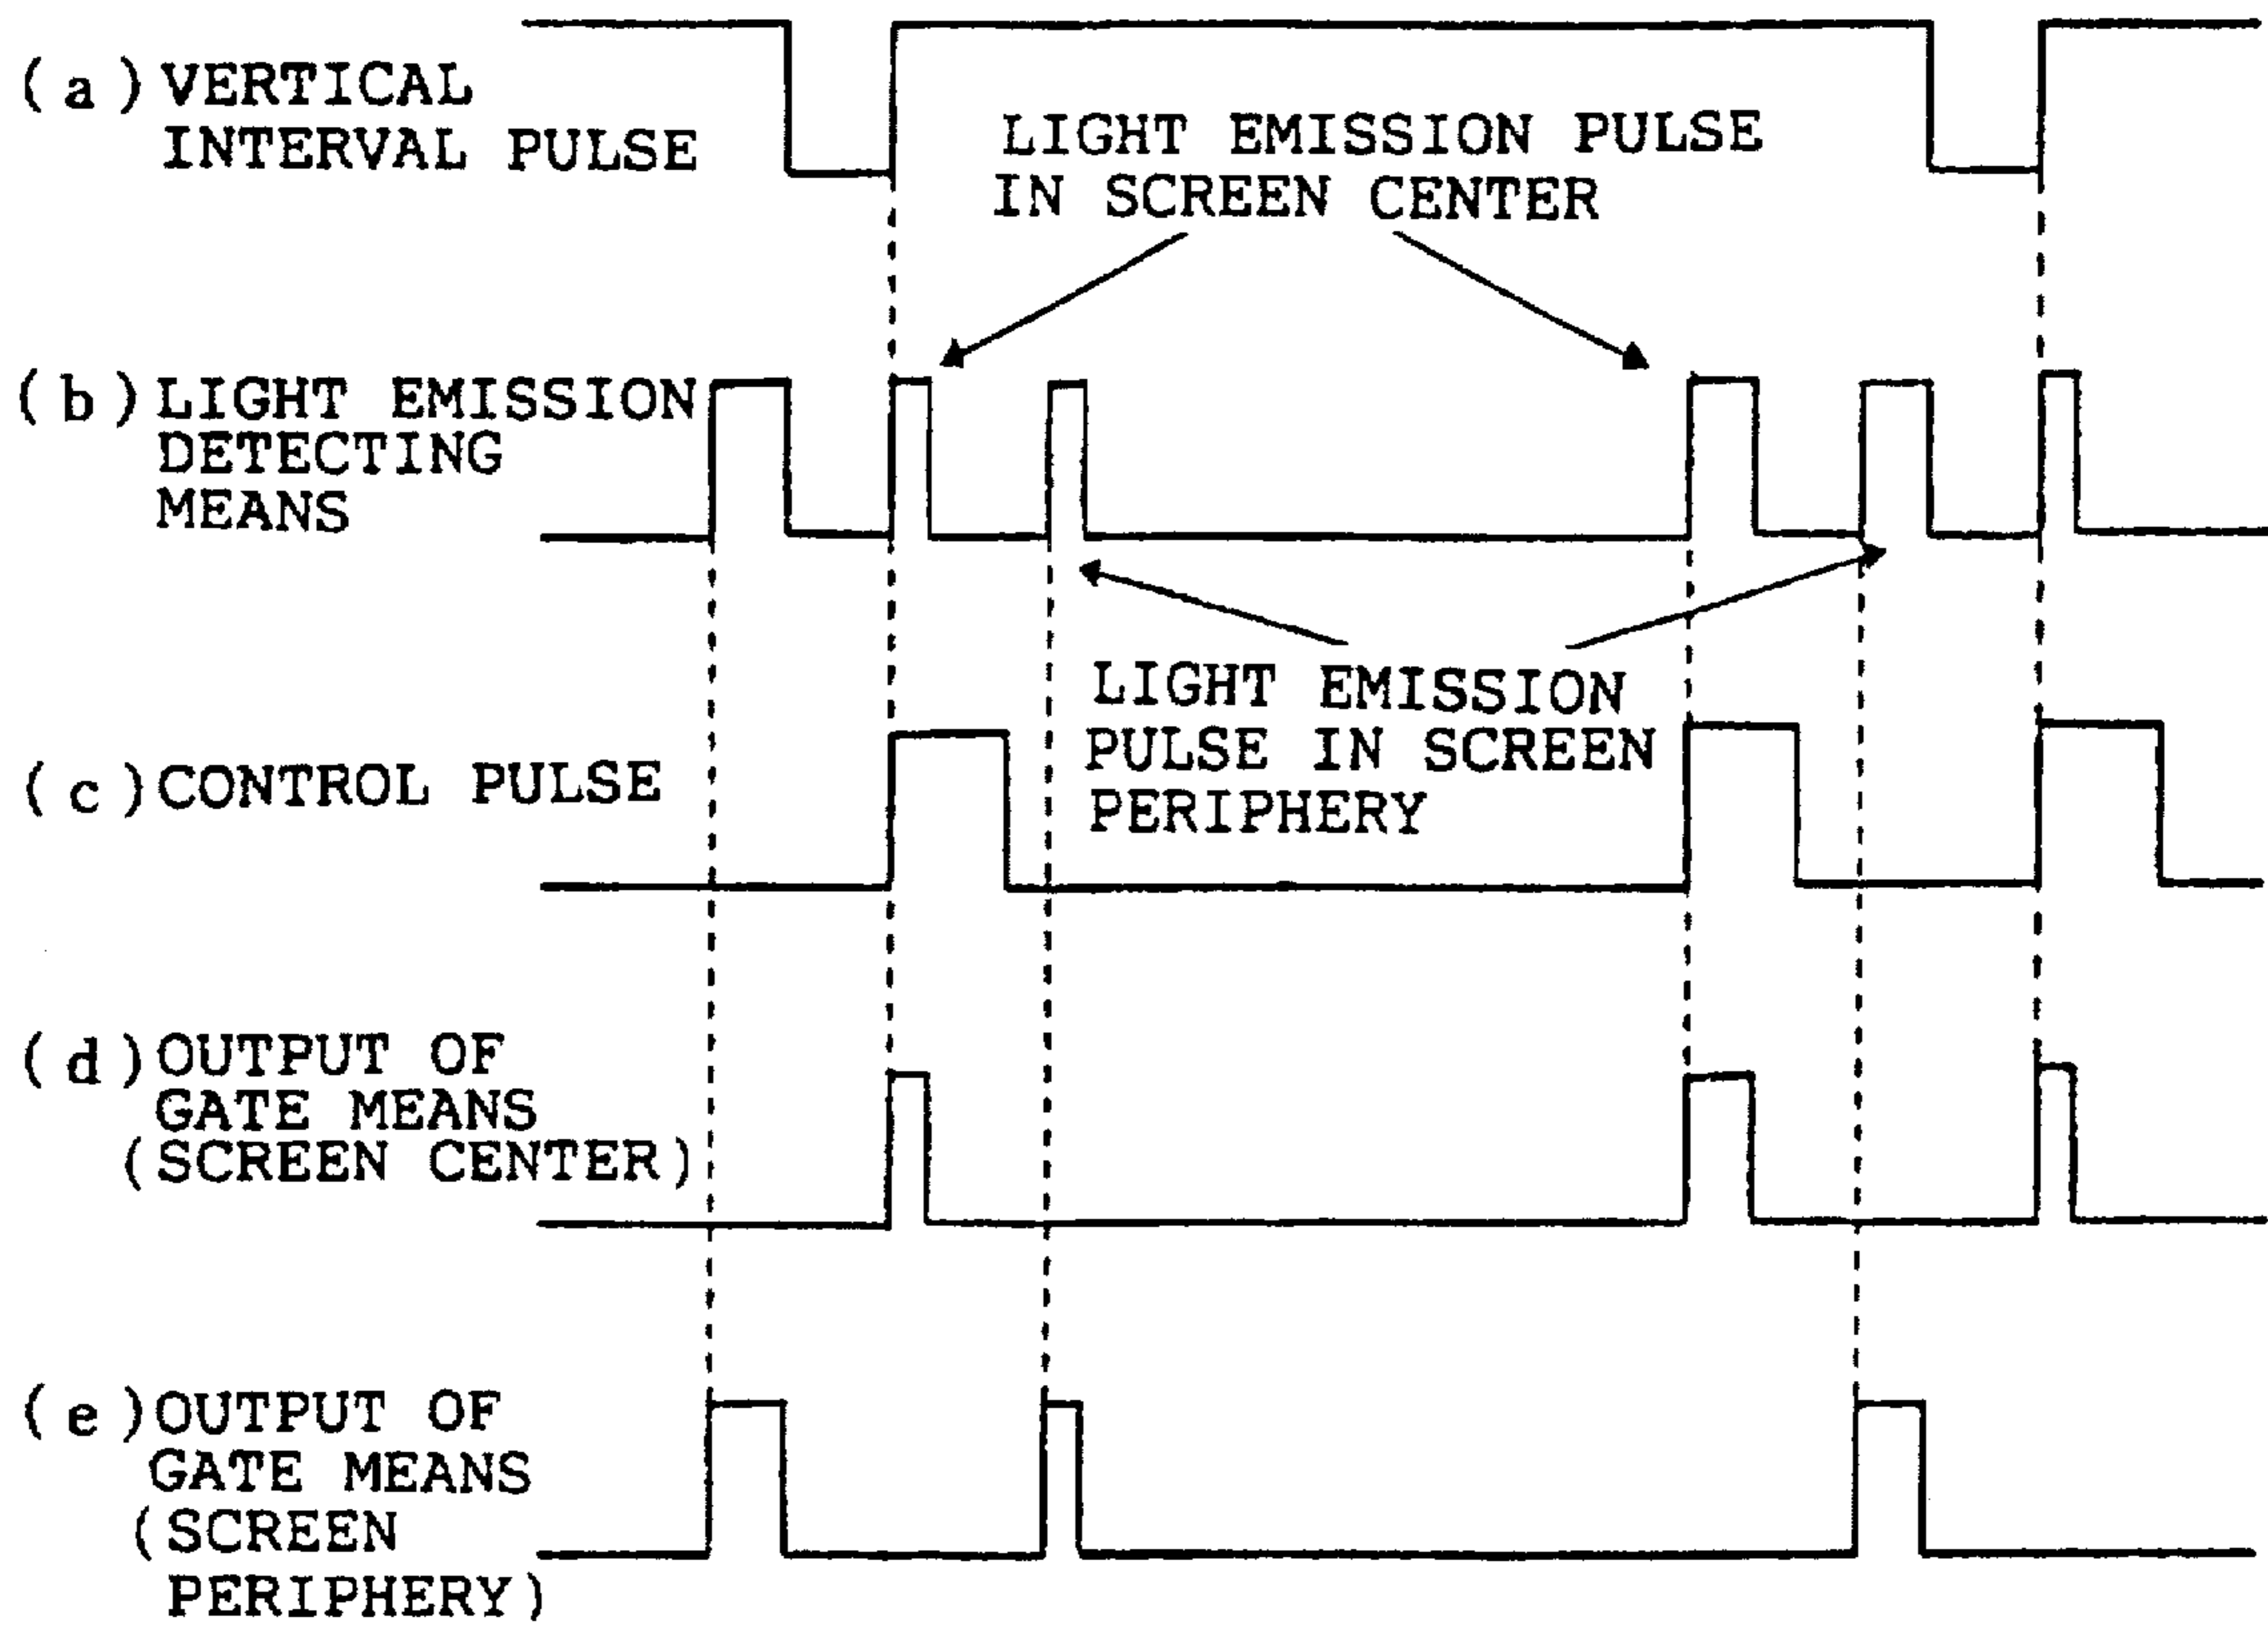 (a) VERTICAL
INTERVAL PULSE
LIGHT EMISSION PULSE
IN SCREEN CENTER
(b) LIGHT EMISSION
DETECTING
MEANS
LIGHT EMISSION
PULSE IN SCREEN
PERIPHERY
(c) CONTROL PULSE
(d) OUTPUT OF
GATE MEANS
(SCREEN CENTER)
(e) OUTPUT OF
GATE MEANS
(SCREEN
PERIPHERY)